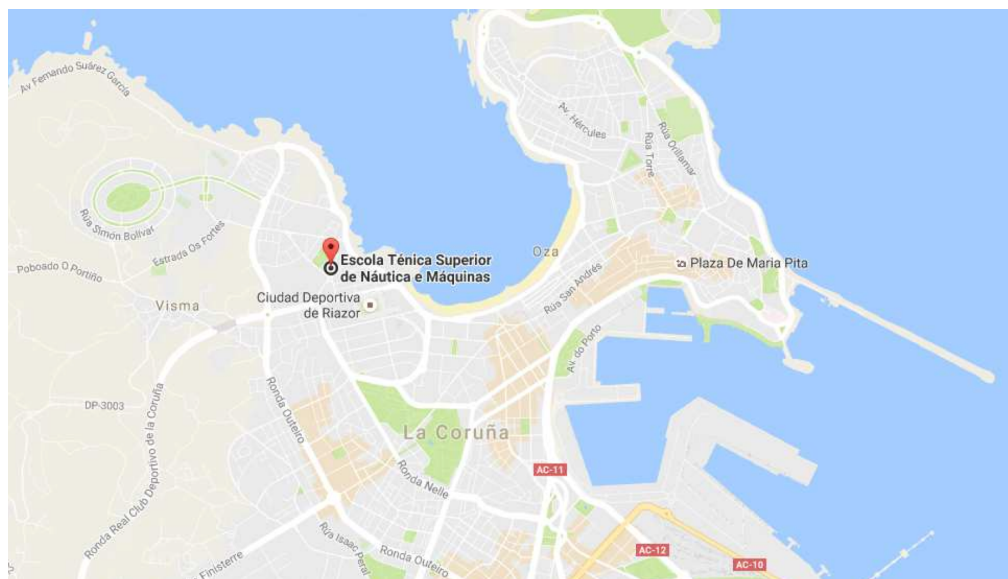 Av Fernando Suárez García
Av. Hércules
Rúa Torre
Rúa Orillamar
Rúa Simón Bolivar
Estrada Os Fortes
Poboado O Portiño
Escola Ténica Superior
de Náutica e Máquinas
Oza
Plaza De Maria Pita
Rúa San Andrés
Ciudad Deportiva
de Riazor
Visma
Av. do Porto
DP-3003
Ronda Real Club Deportivo de la Coruña
Ronda Outeiro
La Coruña
Ronda Nelle
AC-11
Rúa Isaac Peral
Finisterre
Ronda Outeiro
AC-12
AC-10